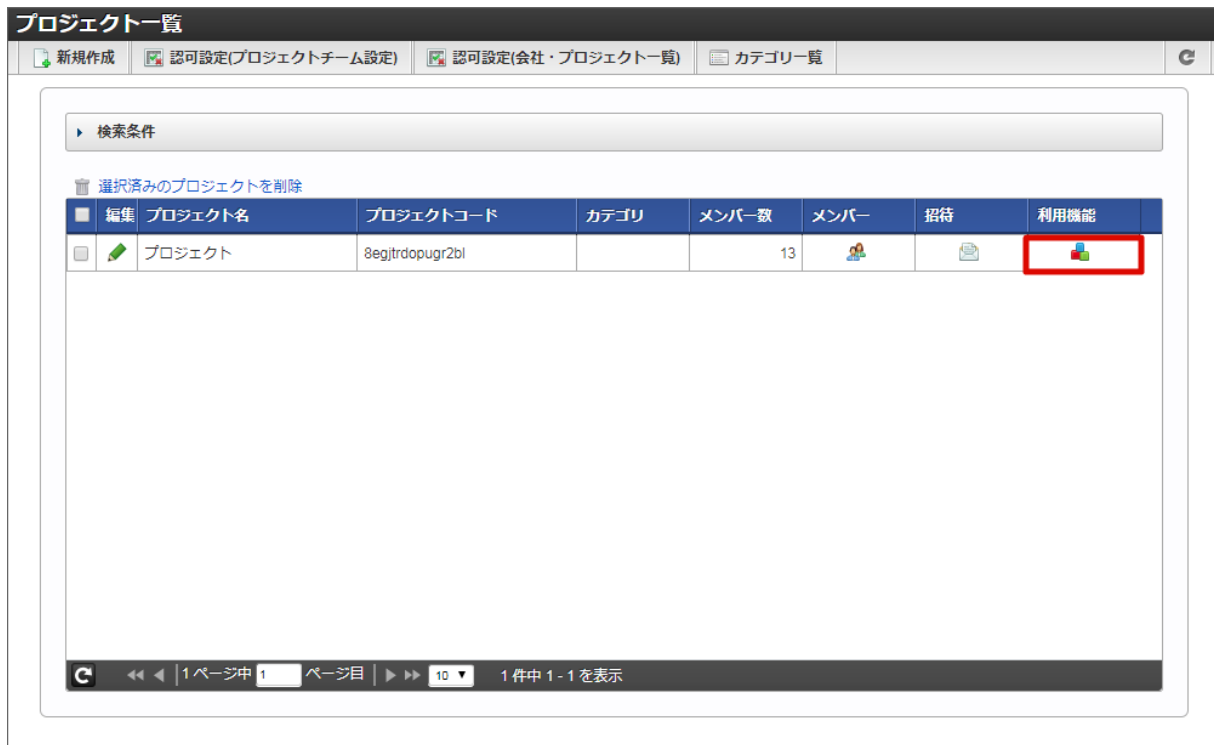 プロジェクト一覧
新規作成 認可設定(プロジェクトチーム設定) 認可設定(会社・プロジェクト一覧) カテゴリ一覧
検索条件
選択済みのプロジェクトを削除
編集 プロジェクト名 プロジェクトコード カテゴリ メンバー数 メンバー 招待 利用機能
プロジェクト 8egjtrdopugr2bl 13
1 ページ中 1 ページ目 10 1 件中 1 - 1 を表示